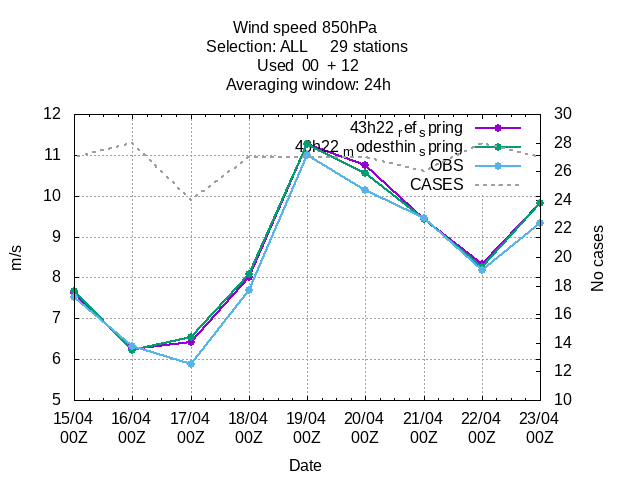 Wind speed 850hPa
Selection: ALL 29 stations
Used 00 + 12
Averaging window: 24h
43h22 ref spring
43h22 modesthin spring
OBS
CASES
12
11
10
9
8
7
6
5
30
28
26
24
22
20
18
16
14
12
10
m/s
No cases
15/04 16/04 17/04 18/04 19/04 20/04 21/04 22/04 23/04
00Z 00Z 00Z 00Z 00Z 00Z 00Z 00Z 00Z
Date